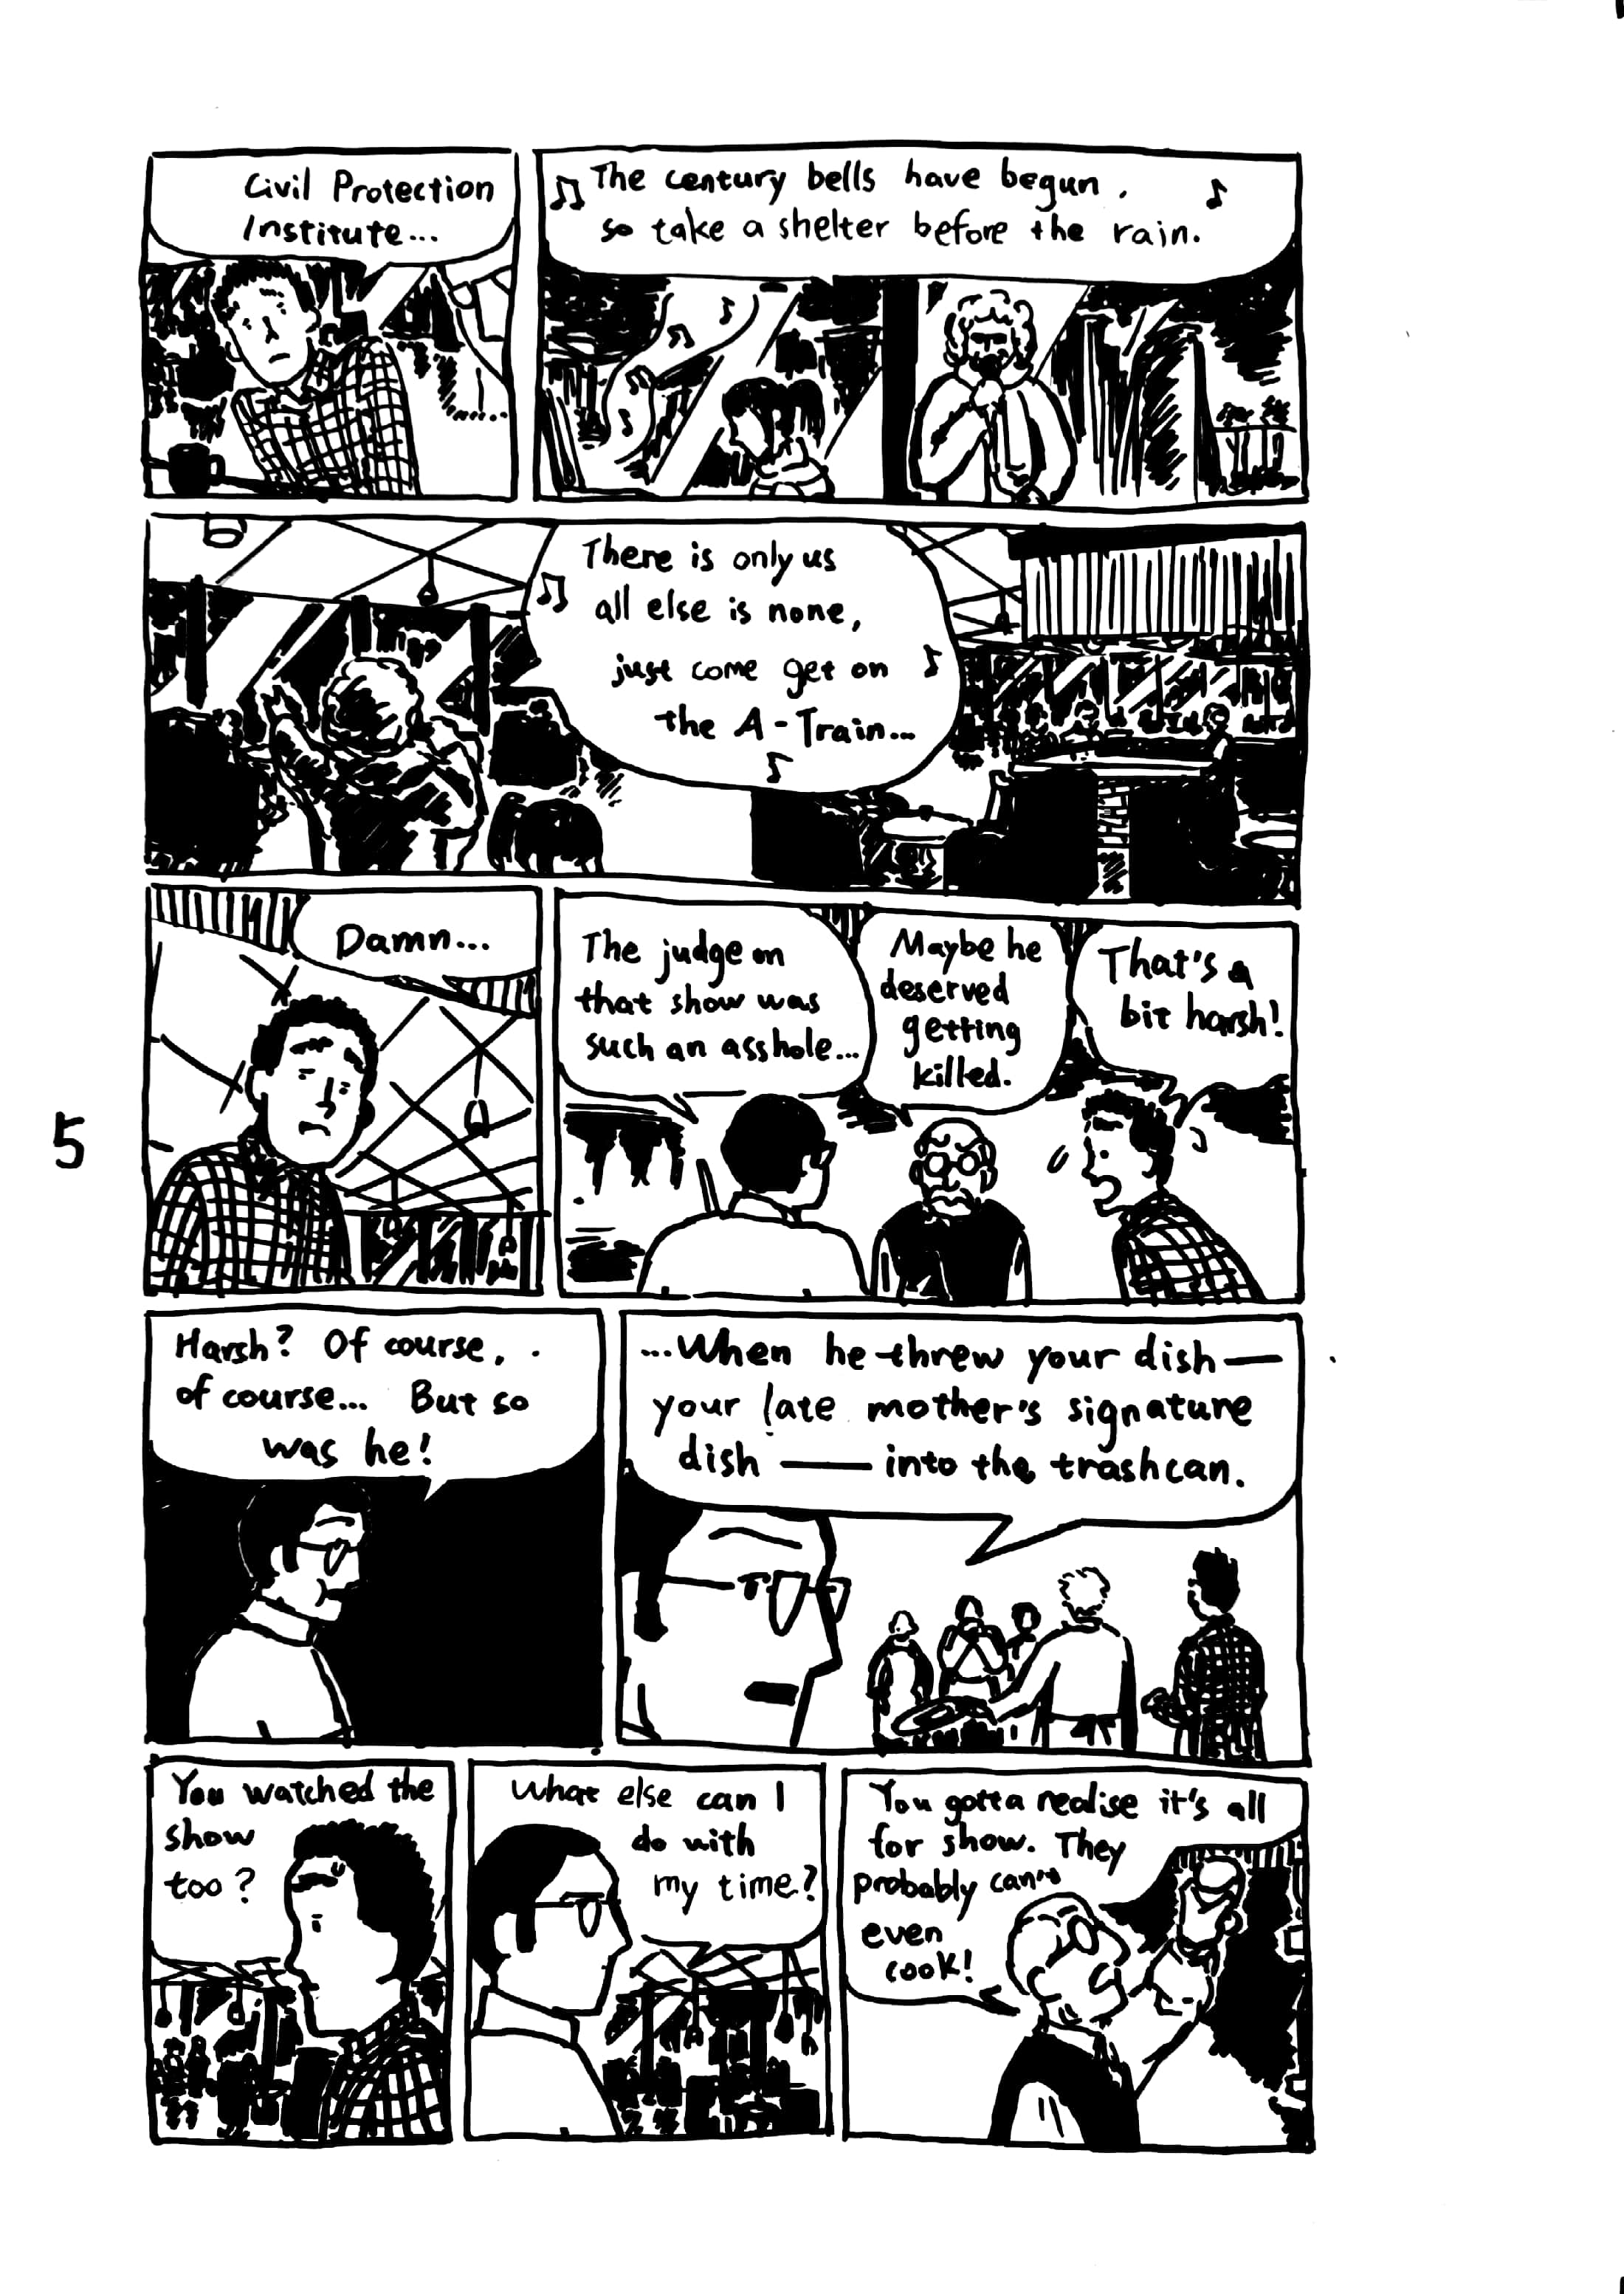 Civil Protection
Institute...
The century bells have begun.
so take a shelter before the rain.
There is only us
all else is none,
just come get on
the A-Train...
Damn...
The judge on
that show was
such an asshole...
Maybe he
deserved
getting
killed.
That's a
bit harsh!
5
Harsh? Of course,
of course... But so
was he!
...When he threw your dish—
your late mother's signature
dish — into the trashcan.
You watched the
show
too?
What else can I
do with
my time?
You gotta realise it's all
for show. They
probably can't
even
cook!